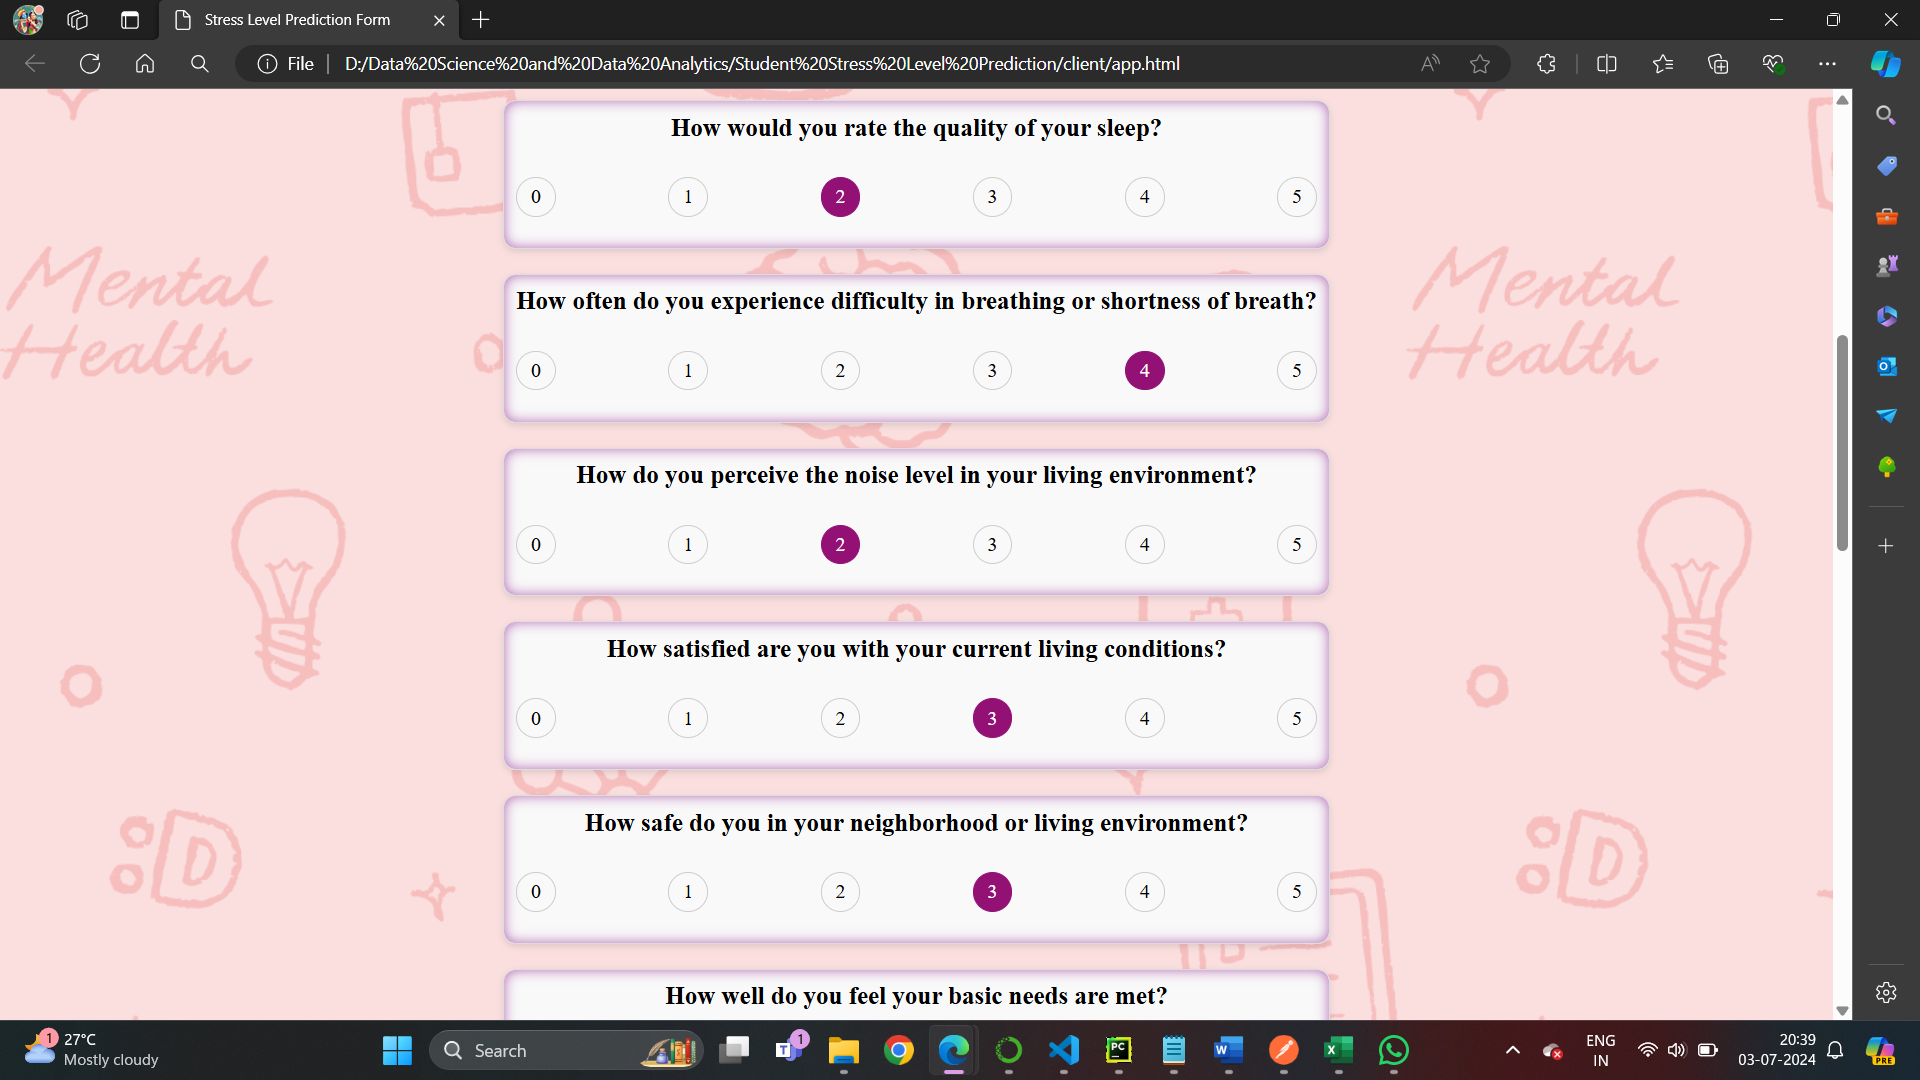 Stress Level Prediction Form
File
D:/Data%20Science%20and%20Data%20Analytics/Student%20Stress%20Level%20Prediction/client/app.html
How would you rate the quality of your sleep?
0 1 2 3 4 5
How often do you experience difficulty in breathing or shortness of breath?
0 1 2 3 4 5
How do you perceive the noise level in your living environment?
0 1 2 3 4 5
How satisfied are you with your current living conditions?
0 1 2 3 4 5
How safe do you in your neighborhood or living environment?
0 1 2 3 4 5
How well do you feel your basic needs are met?
Mental
Health
Mental
Health
:D
:D
1
27°C
Mostly cloudy
Search
1
PC
ENG
IN
20:39
03-07-2024
PRE